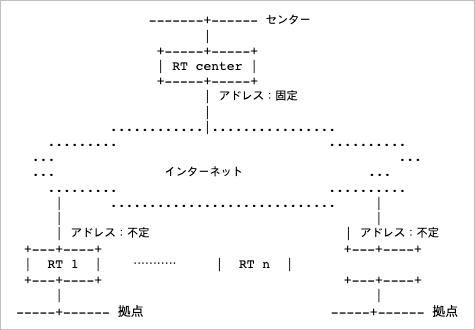 センター
RT center
アドレス：固定
インターネット
アドレス：不定
アドレス：不定
RT 1
RT n
拠点
拠点